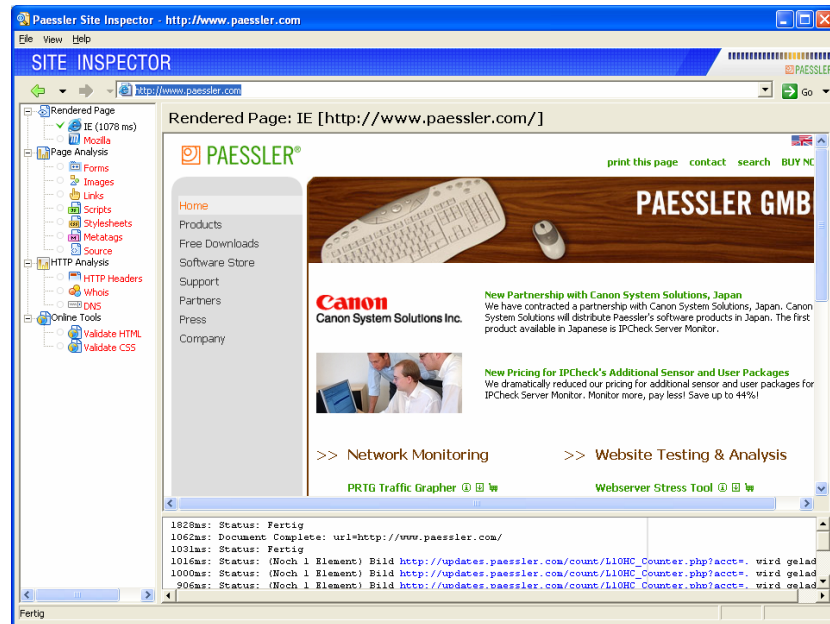 Paessler Site Inspector - http://www.paessler.com
File View Help
SITE INSPECTOR
PAESSLER
http://www.paessler.com
Go
Rendered Page
IE (1078 ms)
Mozilla
Page Analysis
Forms
Images
Links
Scripts
Stylesheets
Metatags
Source
HTTP Analysis
HTTP Headers
Whois
DNS
Online Tools
Validate HTML
Validate CSS
Rendered Page: IE [http://www.paessler.com/]
PAESSLER®
print this page contact search BUY NO
Home
Products
Free Downloads
Software Store
Support
Partners
Press
Company
PAESSLER GMB
Canon
Canon System Solutions Inc.
New Partnership with Canon System Solutions, Japan
We have contracted a partnership with Canon System Solutions, Japan. Canon
System Solutions will distribute Paessler's software products in Japan. The first
product available in Japanese is IPCheck Server Monitor.
New Pricing for IPCheck's Additional Sensor and User Packages
We dramatically reduced our pricing for additional sensor and user packages for
IPCheck Server Monitor. Monitor more, pay less! Save up to 44%!
>> Network Monitoring
>> Website Testing & Analysis
PRTG Traffic Grapher
Webserver Stress Tool
1828ms: Status: Fertig
1062ms: Document Complete: url=http://www.paessler.com/
1031ms: Status: Fertig
1016ms: Status: (Noch 1 Element) Bild http://updates.paessler.com/count/L10HC_Counter.php?acct=. wird gelad
1000ms: Status: (Noch 1 Element) Bild http://updates.paessler.com/count/L10HC_Counter.php?acct=. wird gelad
906ms: Status: (Noch 1 Element) Bild http://updates.paessler.com/count/L10HC_Counter.php?acct=. wird gelad
Fertig